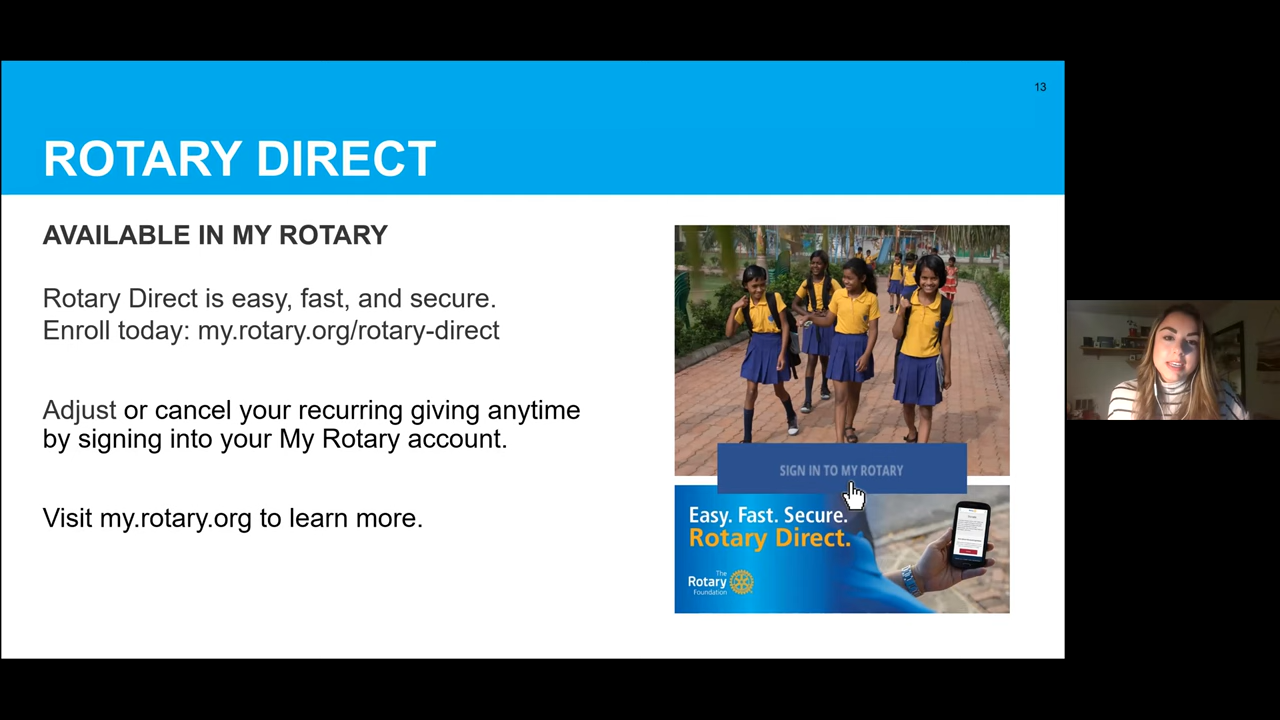 13
ROTARY DIRECT
AVAILABLE IN MY ROTARY
Rotary Direct is easy, fast, and secure.
Enroll today: my.rotary.org/rotary-direct
Adjust or cancel your recurring giving anytime
by signing into your My Rotary account.
Visit my.rotary.org to learn more.
SIGN IN TO MY ROTARY
Easy. Fast. Secure.
Rotary Direct.
The
Rotary
Foundation